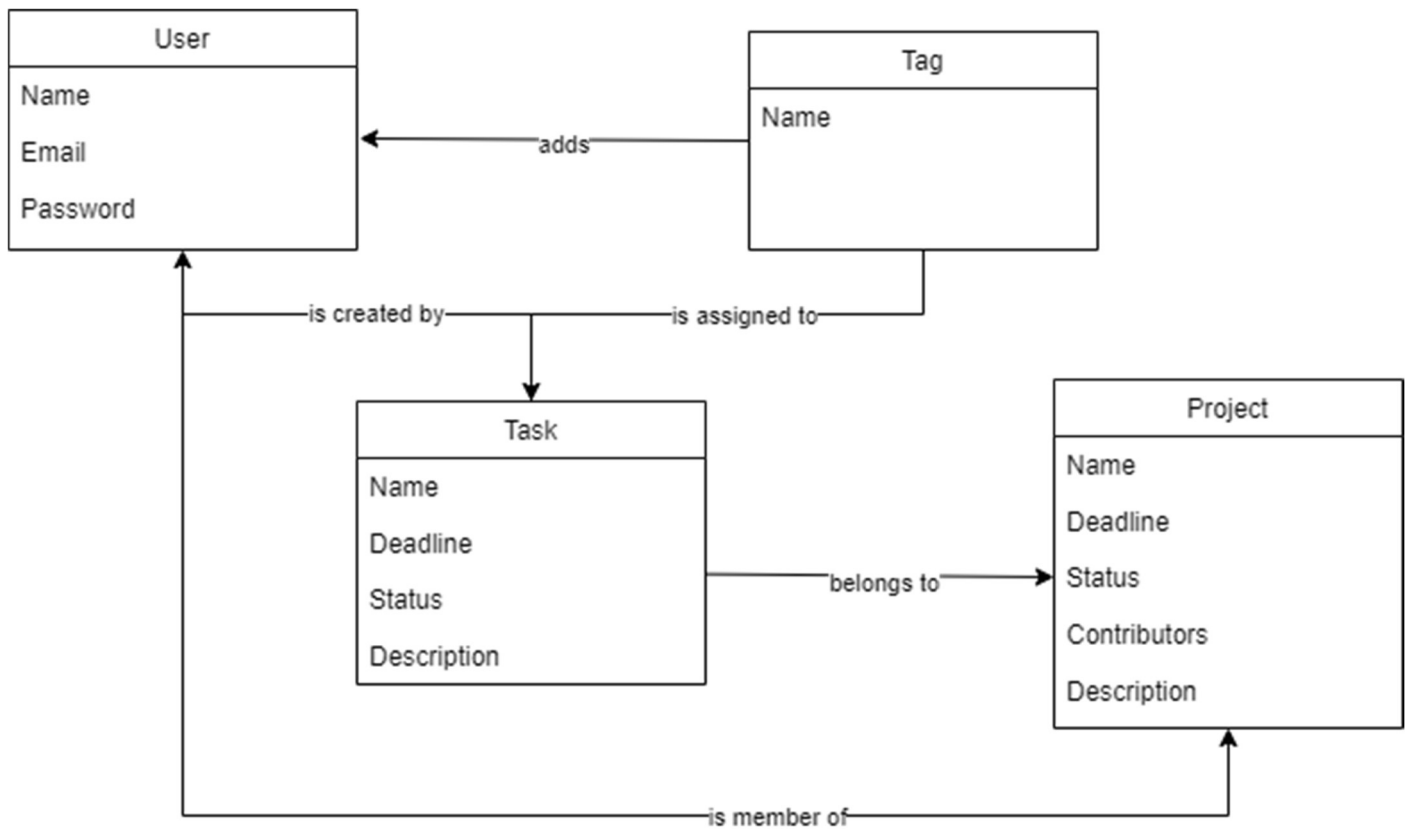 User
Name
Email
Password
adds
Tag
Name
is created by
is assigned to
Task
Name
Deadline
Status
Description
belongs to
Project
Name
Deadline
Status
Contributors
Description
is member of